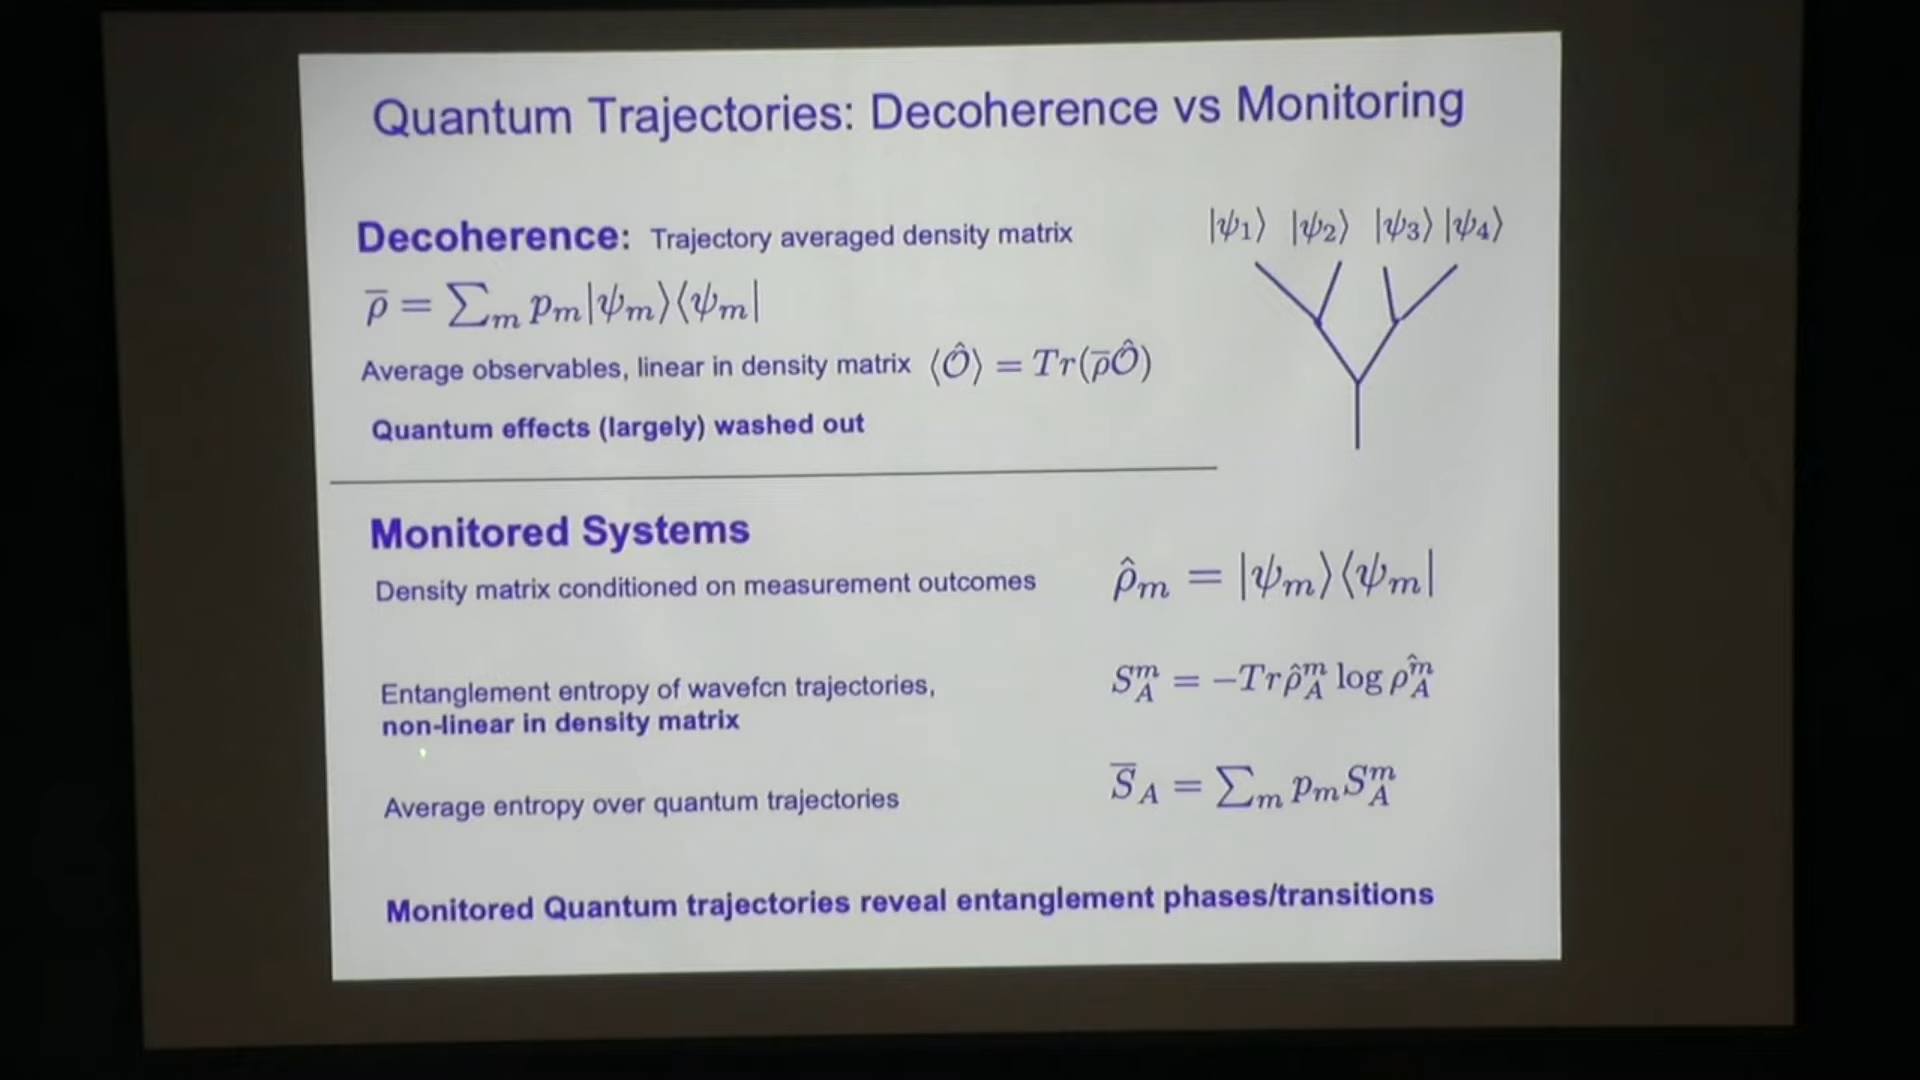 Quantum Trajectories: Decoherence vs Monitoring
Decoherence: Trajectory averaged density matrix
|ψ₁⟩ |ψ₂⟩ |ψ₃⟩ |ψ₄⟩
ρ̅ = ∑ₘ pₘ|ψₘ⟩⟨ψₘ|
Average observables, linear in density matrix ⟨𝒪̂⟩ = Tr(ρ̅𝒪̂)
Quantum effects (largely) washed out
Monitored Systems
Density matrix conditioned on measurement outcomes ρ̂ₘ = |ψₘ⟩⟨ψₘ|
Entanglement entropy of wavefcn trajectories, S_A^m = −Tr ρ̂_A^m log ρ̂_A^m
non-linear in density matrix
Average entropy over quantum trajectories S̅_A = ∑ₘ pₘ S_A^m
Monitored Quantum trajectories reveal entanglement phases/transitions